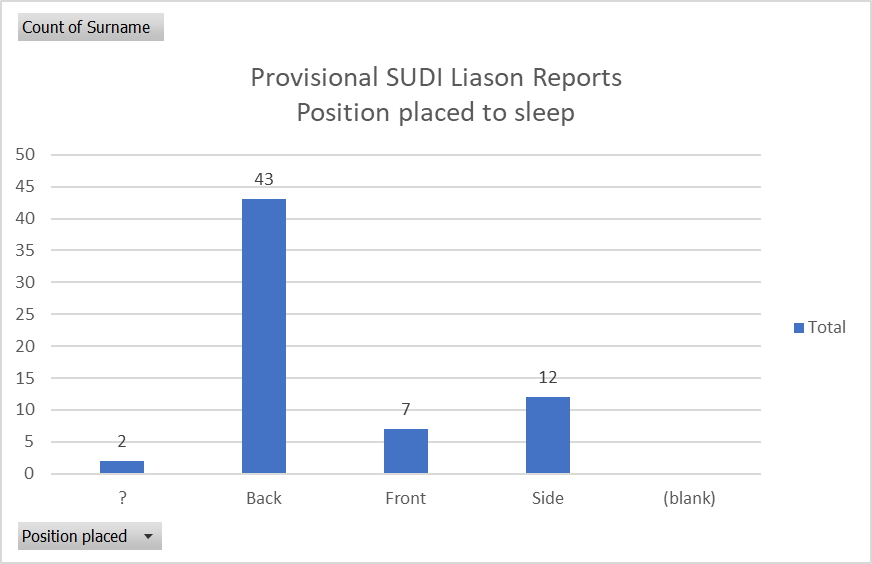 Count of Surname
Provisional SUDI Liason Reports
Position placed to sleep
50
45
40
35
30
25
20
15
10
5
0
2
43
7
12
? Back Front Side (blank)
Total
Position placed